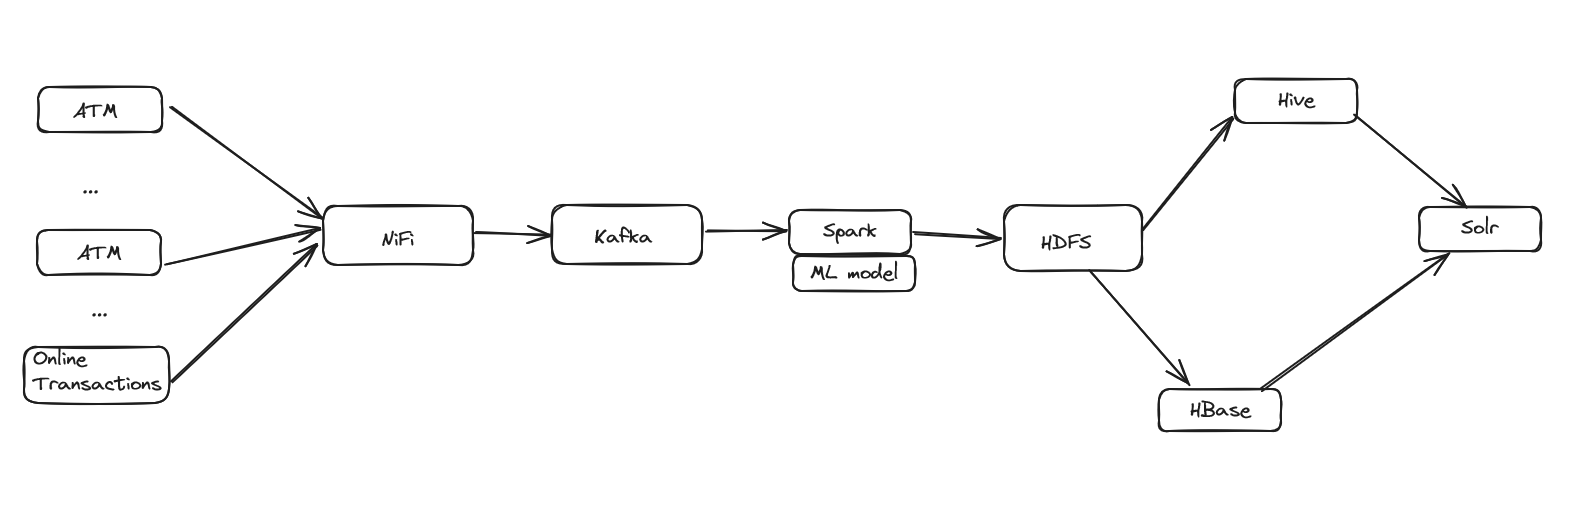 ATM
...
ATM
...
Online
Transactions
NiFi
Kafka
Spark
ML model
HDFS
Hive
HBase
Solr